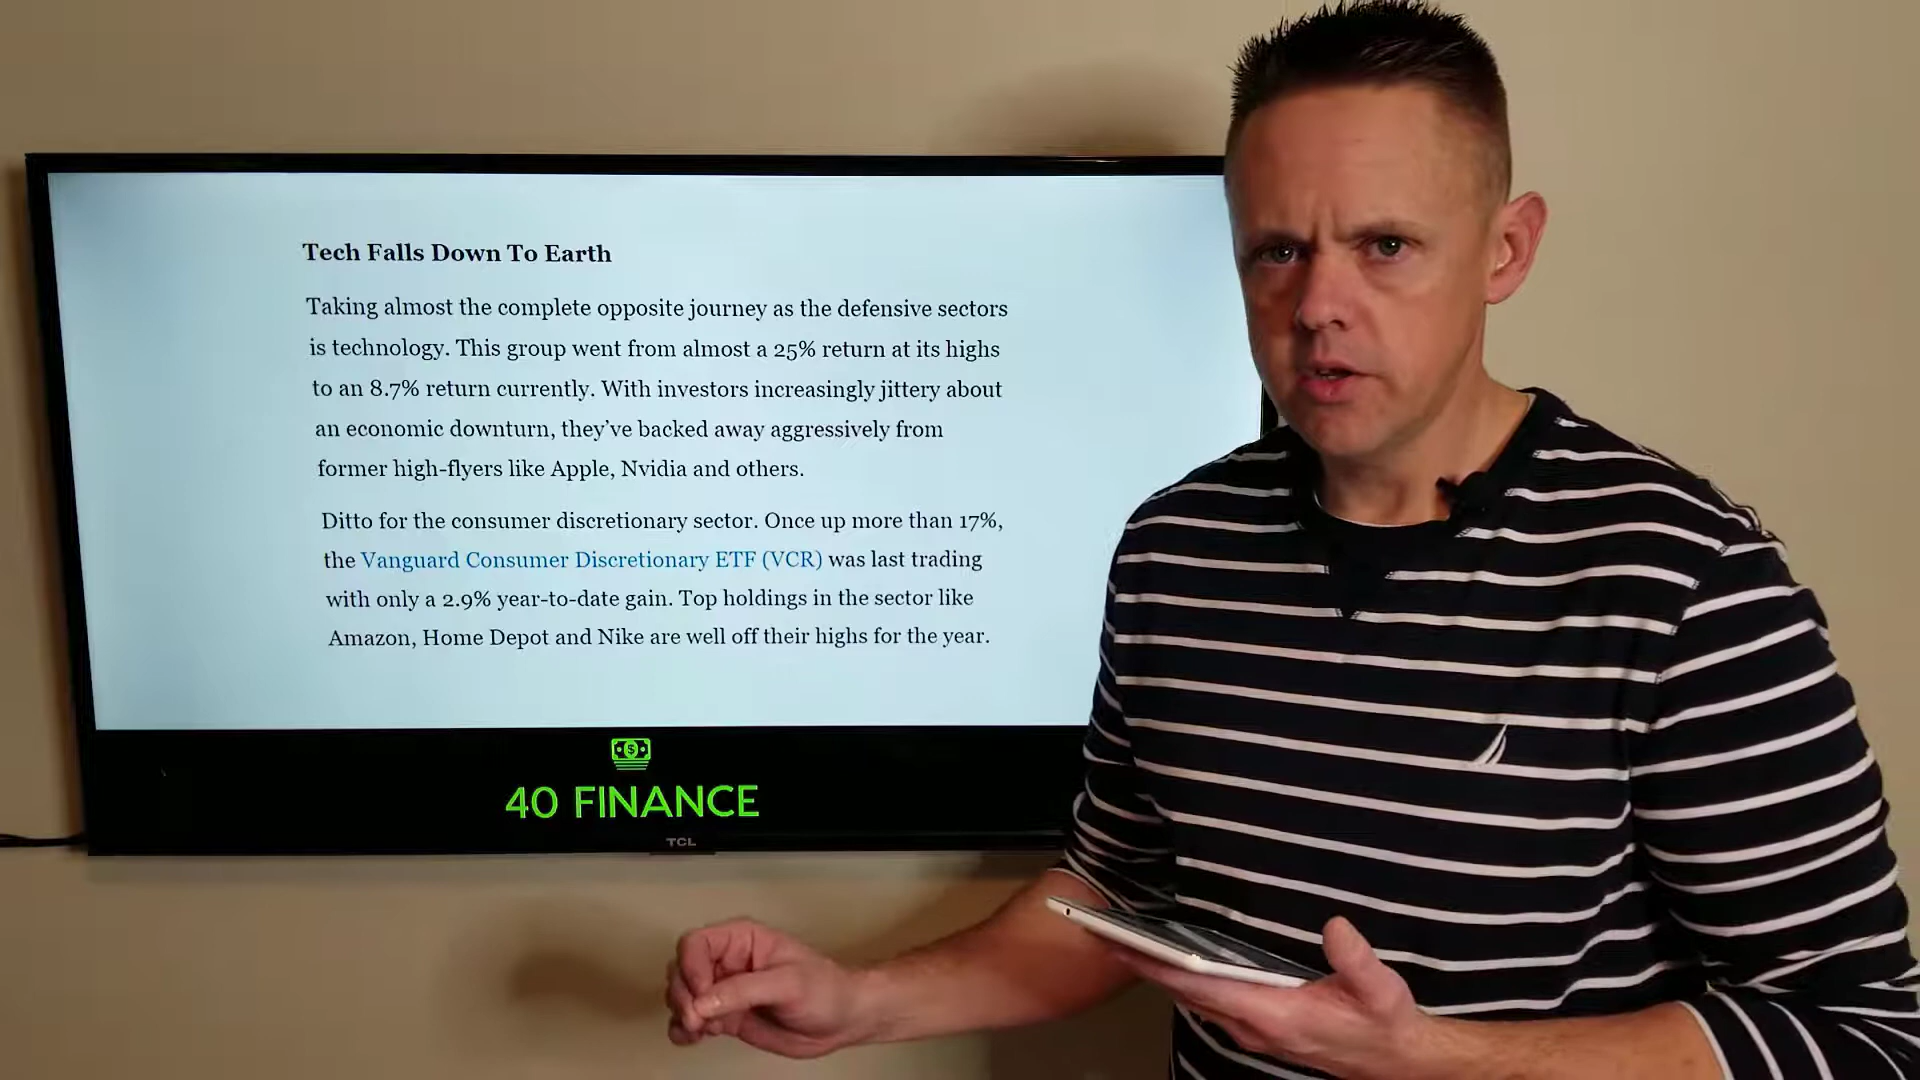 Tech Falls Down To Earth
Taking almost the complete opposite journey as the defensive sectors
is technology. This group went from almost a 25% return at its highs
to an 8.7% return currently. With investors increasingly jittery about
an economic downturn, they’ve backed away aggressively from
former high-flyers like Apple, Nvidia and others.
Ditto for the consumer discretionary sector. Once up more than 17%,
the Vanguard Consumer Discretionary ETF (VCR) was last trading
with only a 2.9% year-to-date gain. Top holdings in the sector like
Amazon, Home Depot and Nike are well off their highs for the year.
$
40 FINANCE
TCL